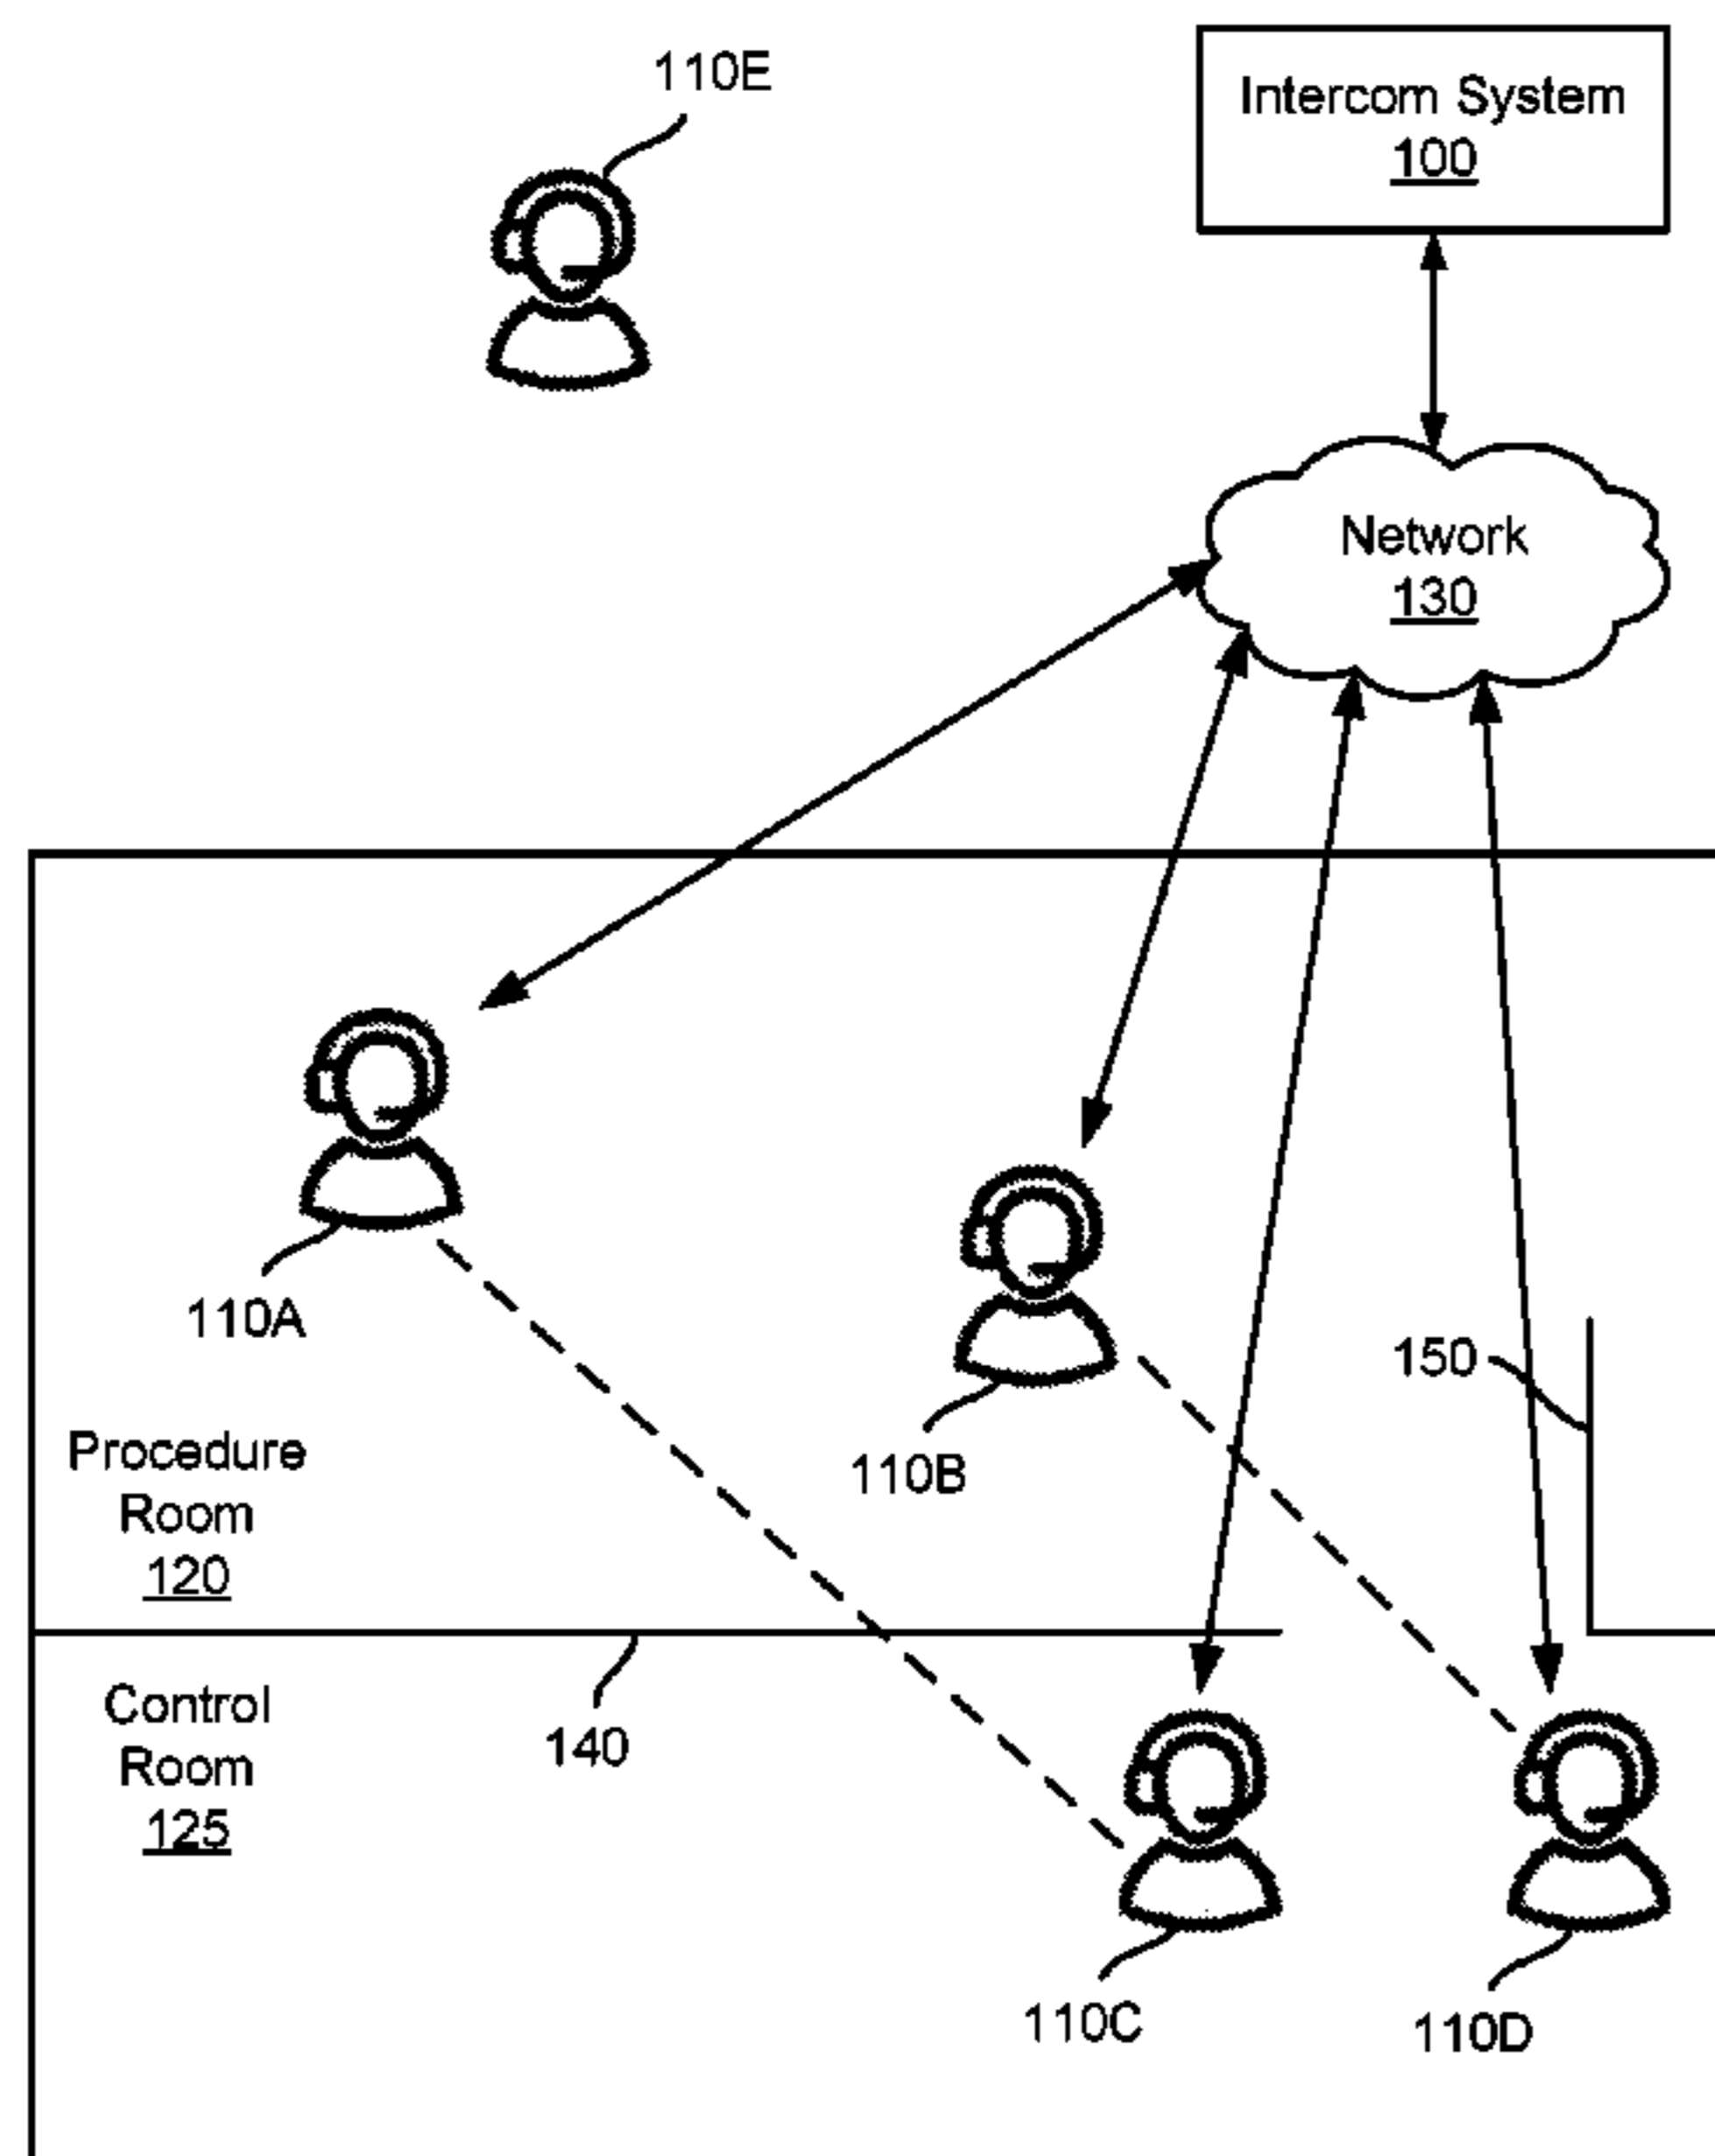 110E
Intercom System
100
Network
130
110A
110B
150
Procedure
Room
120
Control
Room
125
140
110C
110D